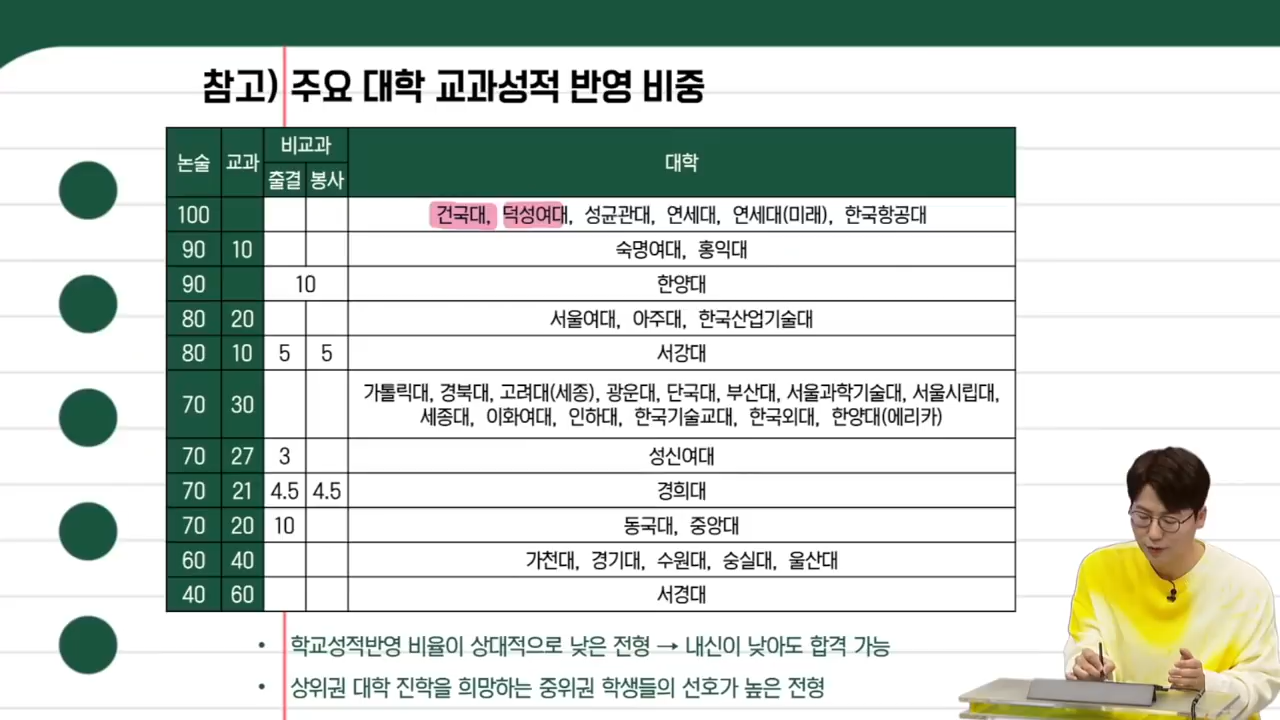 참고) 주요 대학 교과성적 반영 비중
논술 교과 비교과 대학
출결 봉사
100 건국대, 덕성여대, 성균관대, 연세대, 연세대(미래), 한국항공대
90 10 숙명여대, 홍익대
90 10 한양대
80 20 서울여대, 아주대, 한국산업기술대
80 10 5 5 서강대
70 30 가톨릭대, 경북대, 고려대(세종), 광운대, 단국대, 부산대, 서울과학기술대, 서울시립대,
세종대, 이화여대, 인하대, 한국기술교대, 한국외대, 한양대(에리카)
70 27 3 성신여대
70 21 4.5 4.5 경희대
70 20 10 동국대, 중앙대
60 40 가천대, 경기대, 수원대, 숭실대, 울산대
40 60 서경대
• 학교성적반영 비율이 상대적으로 낮은 전형 → 내신이 낮아도 합격 가능
• 상위권 대학 진학을 희망하는 중위권 학생들의 선호가 높은 전형